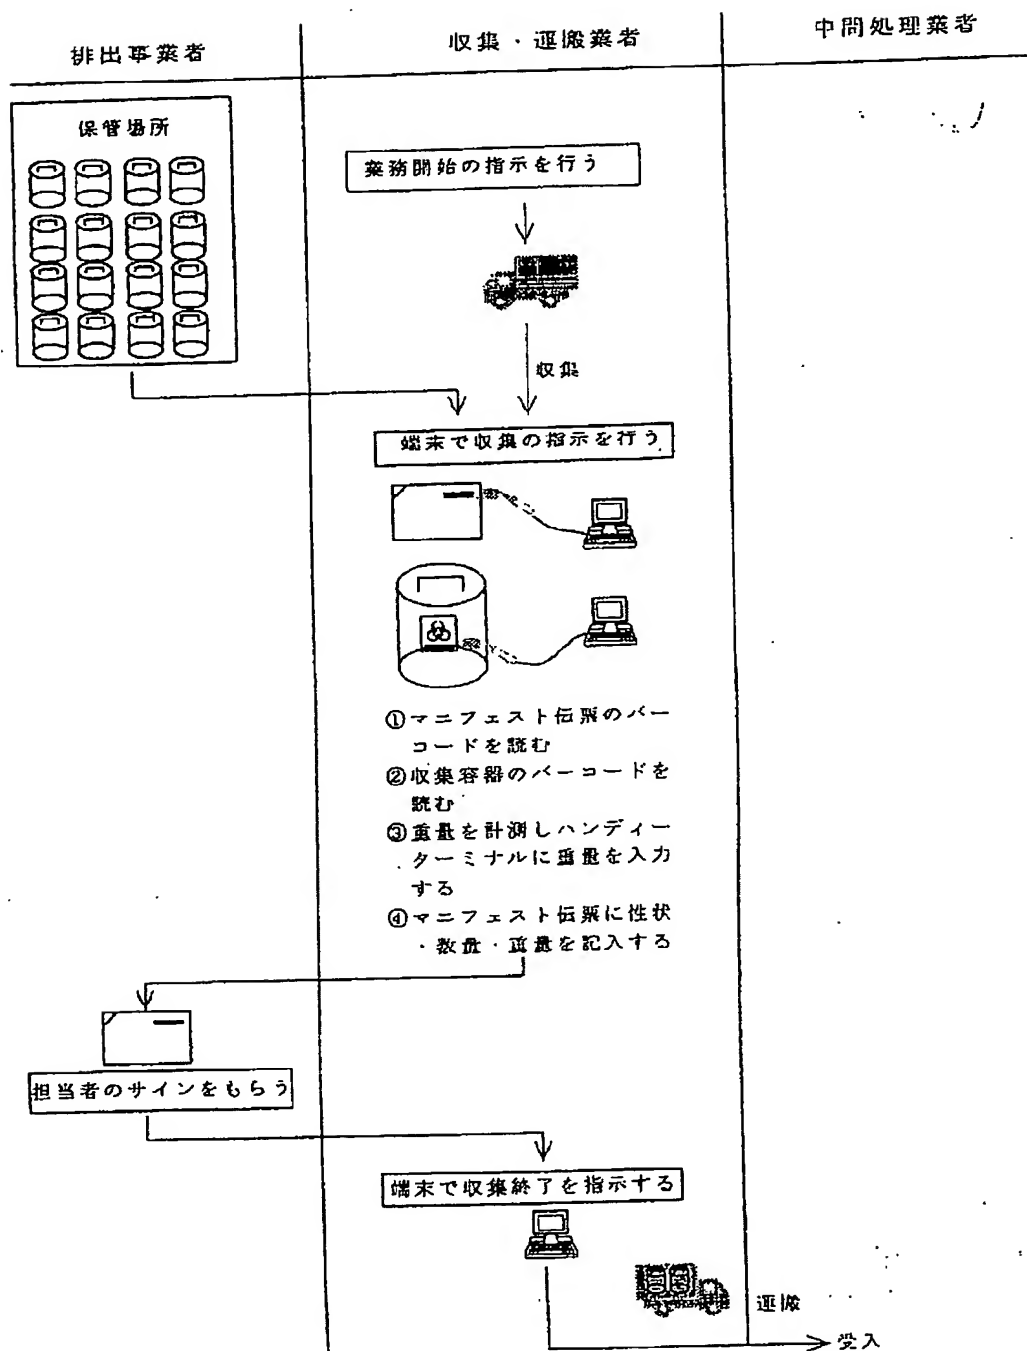 排出事業者
収集・運搬業者
中間処理業者
保管場所
業務開始の指示を行う
収集
端末で収集の指示を行う
①マニフェスト伝票のバー
コードを読む
②収集容器のバーコードを
読む
③重量を計測しハンディー
ターミナルに重量を入力
する
④マニフェスト伝票に性状
・数量・重量を記入する
担当者のサインをもらう
端末で収集終了を指示する
運搬
受入